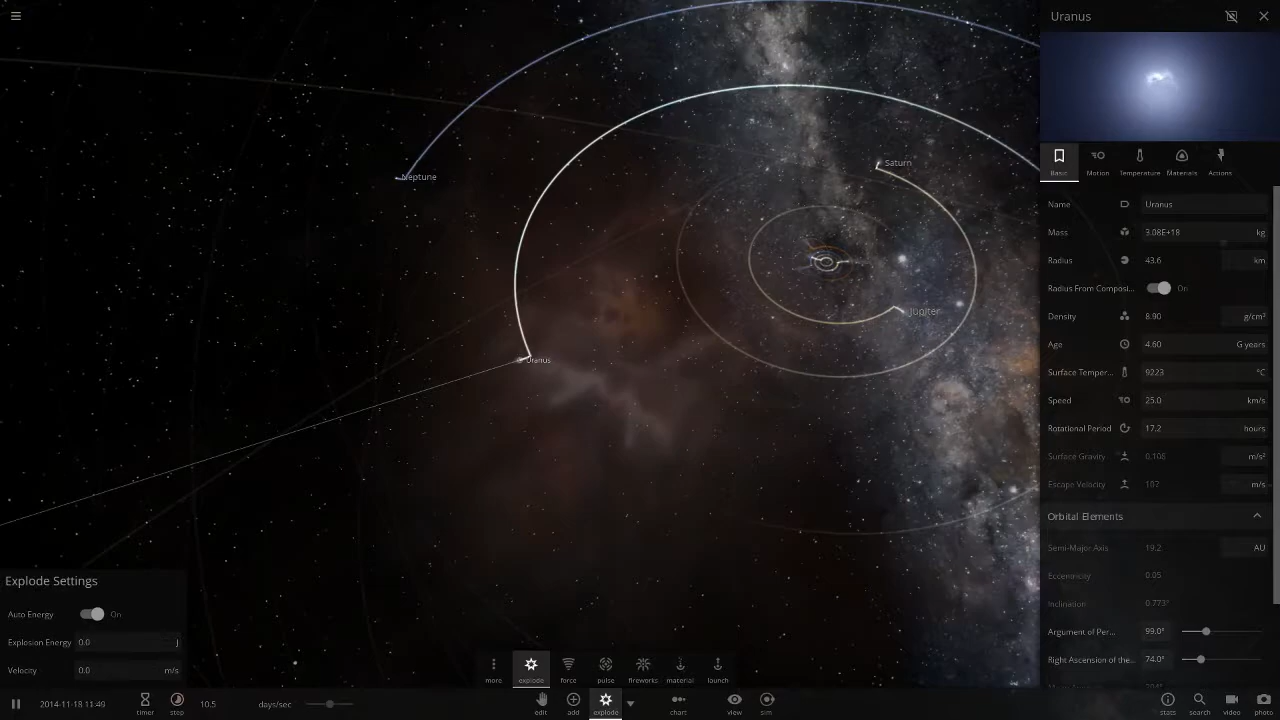 Uranus
Saturn
Neptune
Jupiter
Uranus
Basic Motion Temperature Materials Actions
Name Uranus
Mass 3.08E+18 kg
Radius 43.6 km
Radius From Composi... On
Density 8.90 g/cm³
Age 4.60 G years
Surface Temper... 9223 °C
Speed 25.0 km/s
Rotational Period 17.2 hours
Surface Gravity 0.108 m/s²
Escape Velocity m/s
Orbital Elements
Semi-Major Axis 19.2 AU
Eccentricity 0.05
Inclination 0.773°
Argument of Per... 99.0°
Right Ascension of the... 74.0°
Explode Settings
Auto Energy On
Explosion Energy 0.0 J
Velocity 0.0 m/s
more explode force pulse fireworks material launch
2014-11-18 11:49 timer step 10.5 days/sec edit add explode chart view sim stats search video photo